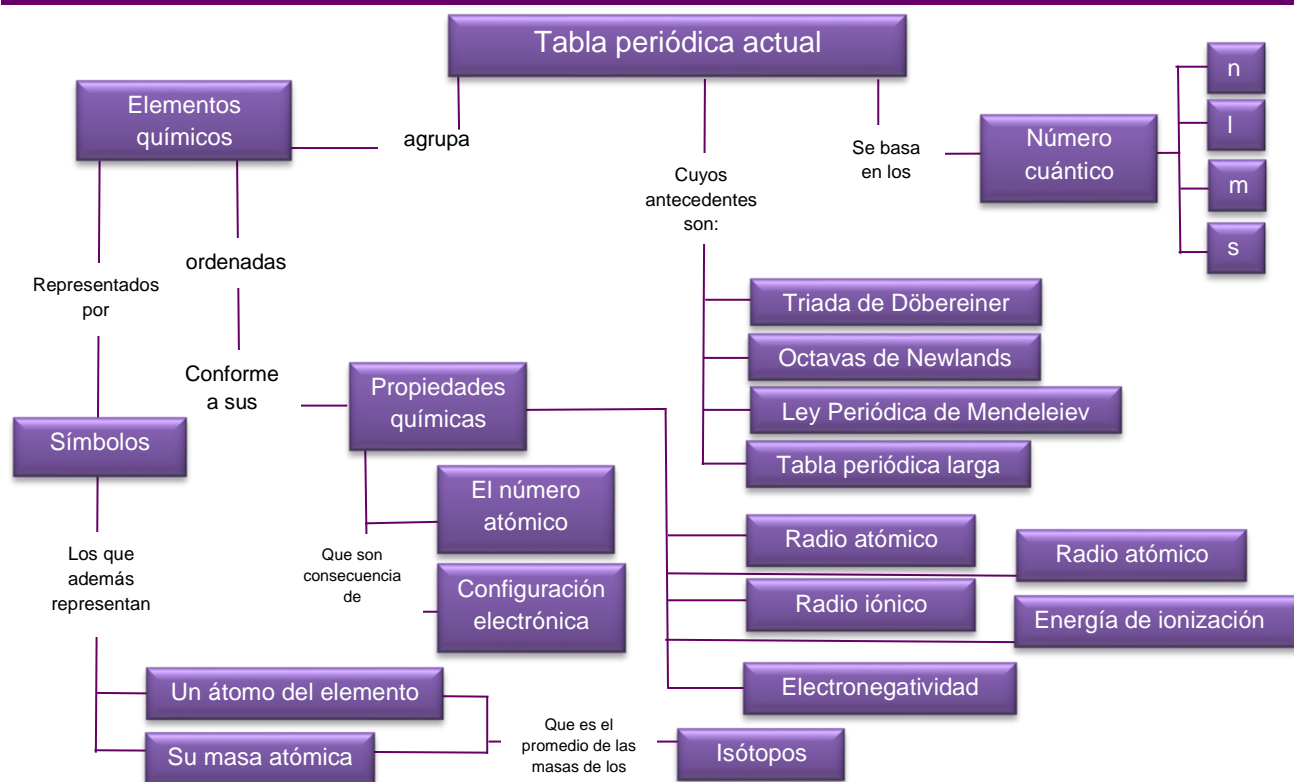 Tabla periódica actual
Elementos
químicos
agrupa
Cuyos
antecedentes
son:
Se basa
en los
Número
cuántico
n
l
m
s
Representados
por
ordenadas
Conforme
a sus
Símbolos
Propiedades
químicas
Triada de Döbereiner
Octavas de Newlands
Ley Periódica de Mendeleiev
Tabla periódica larga
El número
atómico
Que son
consecuencia
de
Configuración
electrónica
Radio atómico
Radio atómico
Radio iónico
Energía de ionización
Electronegatividad
Los que
además
representan
Un átomo del elemento
Su masa atómica
Que es el
promedio de las
masas de los
Isótopos